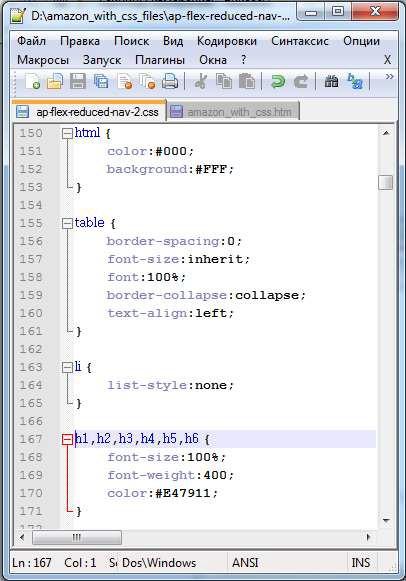 D:\amazon_with_css_files\ap-flex-reduced-nav-...
Файл Правка Поиск Вид Кодировки Синтаксис Опции
Макросы Запуск Плагины Окна ? X
ap-flex-reduced-nav-2.css amazon_with_css.htm
150 html {
151 color:#000;
152 background:#FFF;
153 }
154
155 table {
156 border-spacing:0;
157 font-size:inherit;
158 font:100%;
159 border-collapse:collapse;
160 text-align:left;
161 }
162
163 li {
164 list-style:none;
165 }
166
167 h1,h2,h3,h4,h5,h6 {
168 font-size:100%;
169 font-weight:400;
170 color:#E47911;
171 }
172
Ln : 167 Col : 1 Dos\Windows ANSI INS